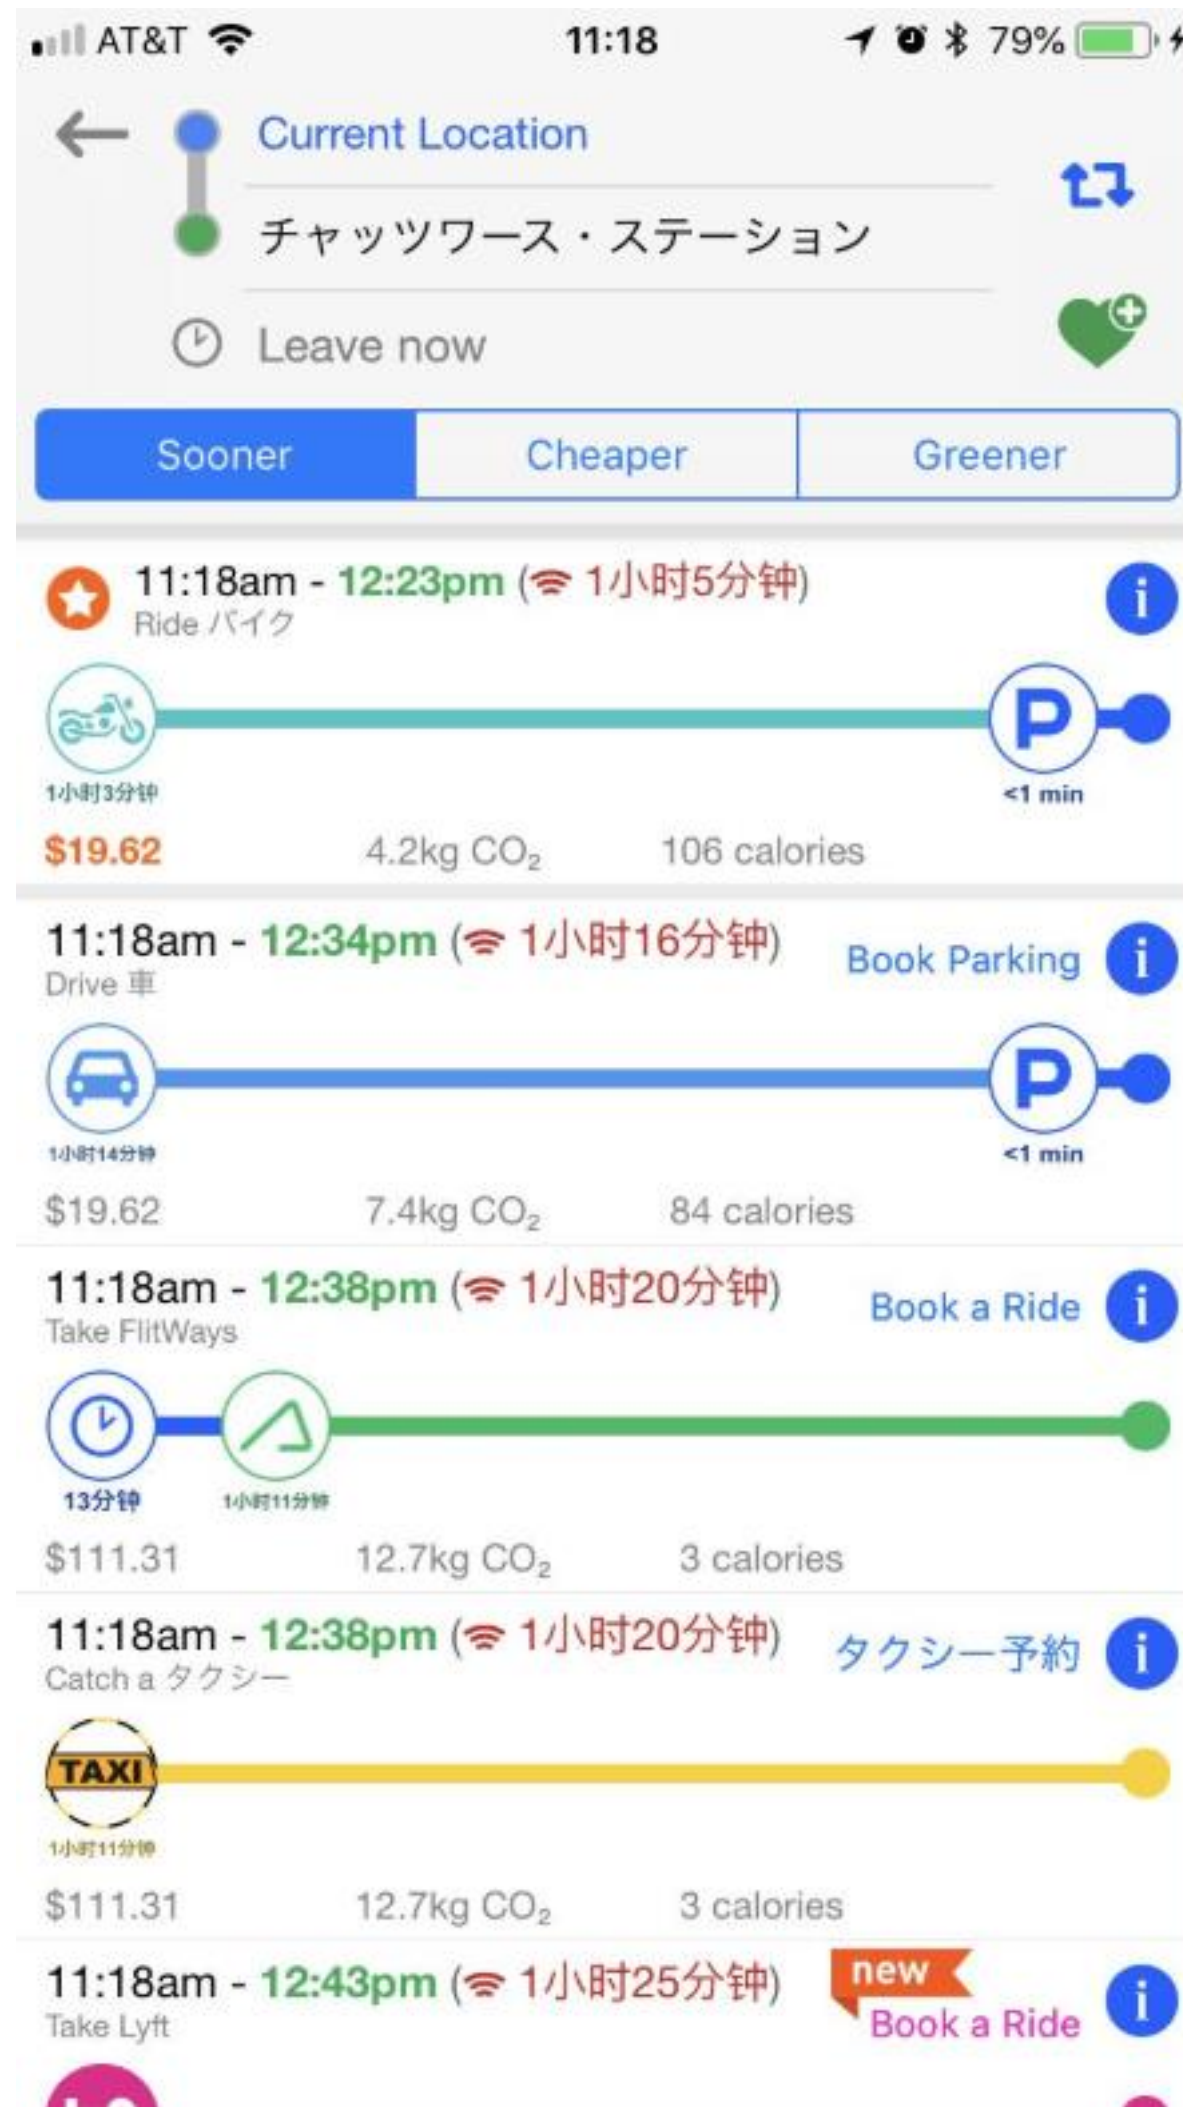 AT&T 11:18 79%
Current Location
チャッツワース・ステーション
Leave now
Sooner Cheaper Greener
11:18am - 12:23pm (1小时5分钟)
Ride バイク
P
1小时3分钟 <1 min
$19.62 4.2kg CO₂ 106 calories
11:18am - 12:34pm (1小时16分钟) Book Parking
Drive 車
P
1小时14分钟 <1 min
$19.62 7.4kg CO₂ 84 calories
11:18am - 12:38pm (1小时20分钟) Book a Ride
Take FlitWays
13分钟 1小时11分钟
$111.31 12.7kg CO₂ 3 calories
11:18am - 12:38pm (1小时20分钟) タクシー予約
Catch a タクシー
TAXI
1小时11分钟
$111.31 12.7kg CO₂ 3 calories
new
11:18am - 12:43pm (1小时25分钟) Book a Ride
Take Lyft